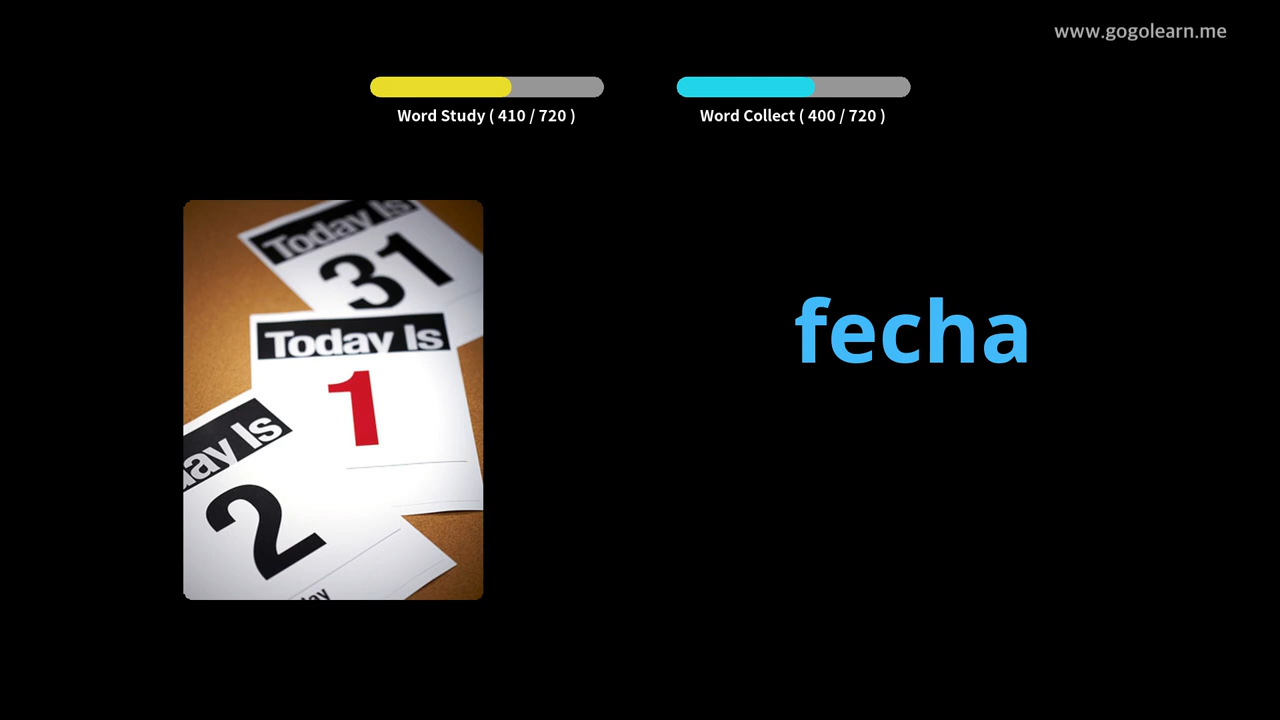 www.gogolearn.me
Word Study ( 410 / 720 )
Word Collect ( 400 / 720 )
Today Is
31
Today Is
1
ay Is
2
day
fecha